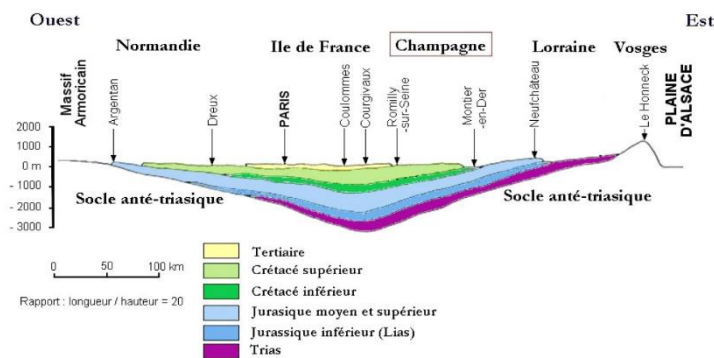 Ouest
Est
Normandie
Ile de France
Champagne
Lorraine
Vosges
Massif
Armoricain
Argentan
Dreux
PARIS
Coulommes
Courgivaux
Romilly
-sur-Seine
Montier
-en-Der
Neufchâteau
Le Honneck
PLAINE
D'ALSACE
2000
1000
0 m
- 1000
- 2000
- 3000
Socle anté-triasique
Socle anté-triasique
0 50 100 km
Rapport : longueur / hauteur = 20
Tertiaire
Crétacé supérieur
Crétacé inférieur
Jurasique moyen et supérieur
Jurassique inférieur (Lias)
Trias